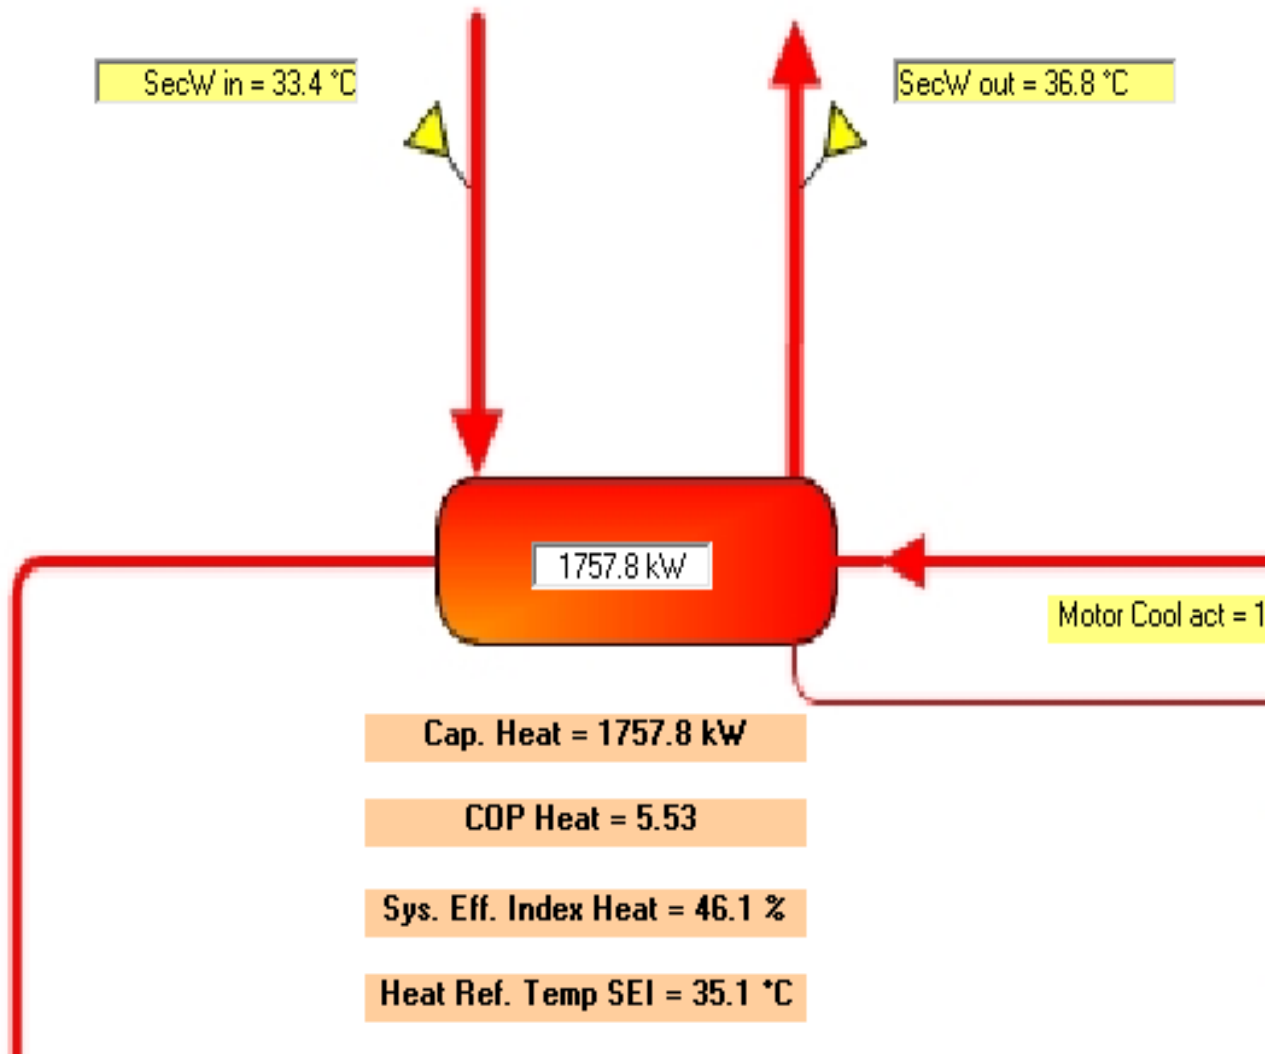 SecW in = 33.4 °C
SecW out = 36.8 °C
1757.8 kW
Motor Cool act = 1
Cap. Heat = 1757.8 kW
COP Heat = 5.53
Sys. Eff. Index Heat = 46.1 %
Heat Ref. Temp SEI = 35.1 °C